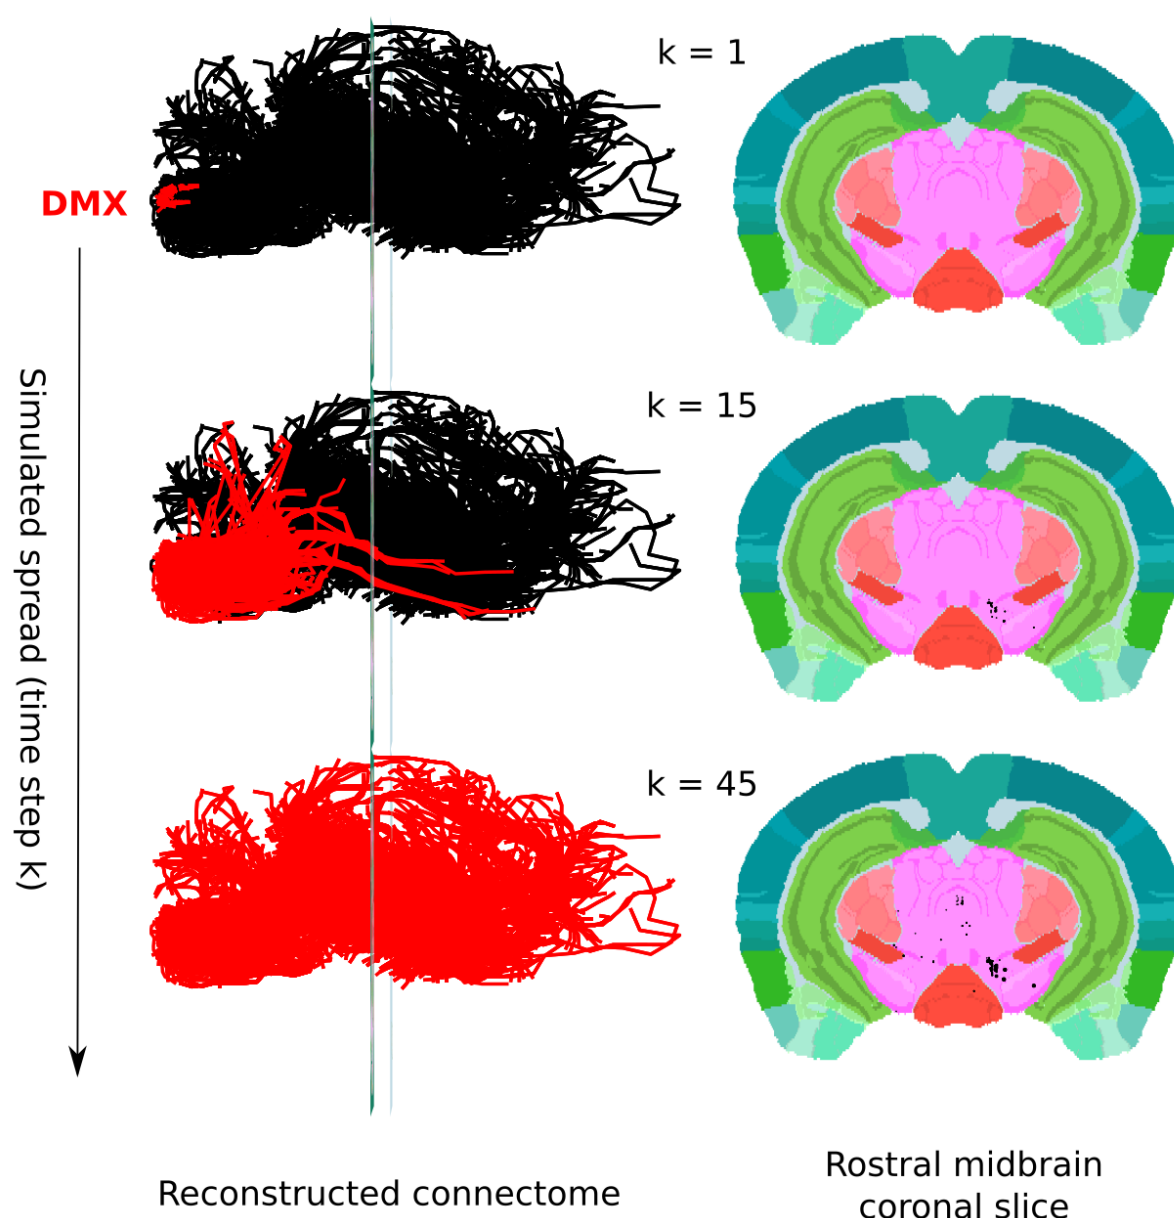 k = 1
DMX
k = 15
Simulated spread (time step k)
k = 45
Rostral midbrain
coronal slice
Reconstructed connectome